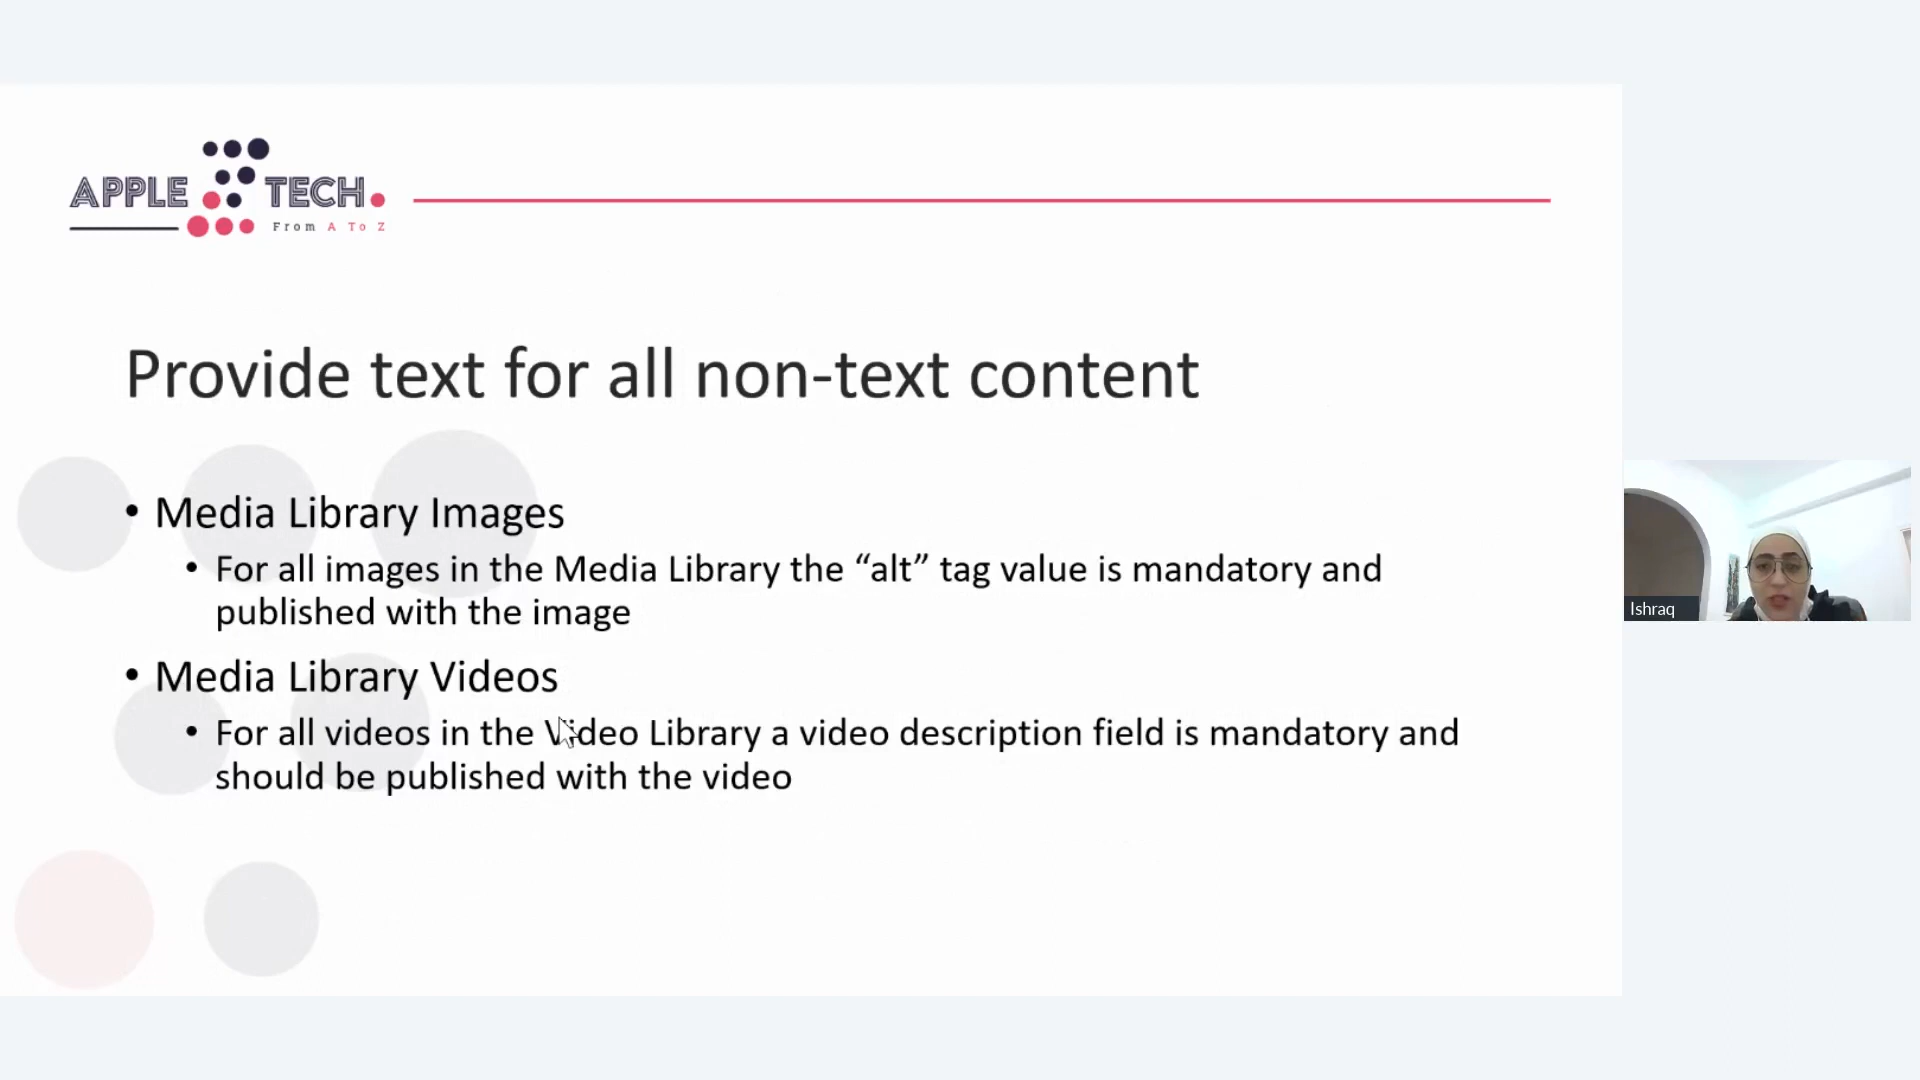 APPLE TECH.
From A To Z
Provide text for all non-text content
• Media Library Images
• For all images in the Media Library the “alt” tag value is mandatory and
published with the image
• Media Library Videos
• For all videos in the Video Library a video description field is mandatory and
should be published with the video
Ishraq